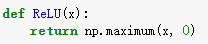 def ReLU(x):
    return np.maximum(x, 0)